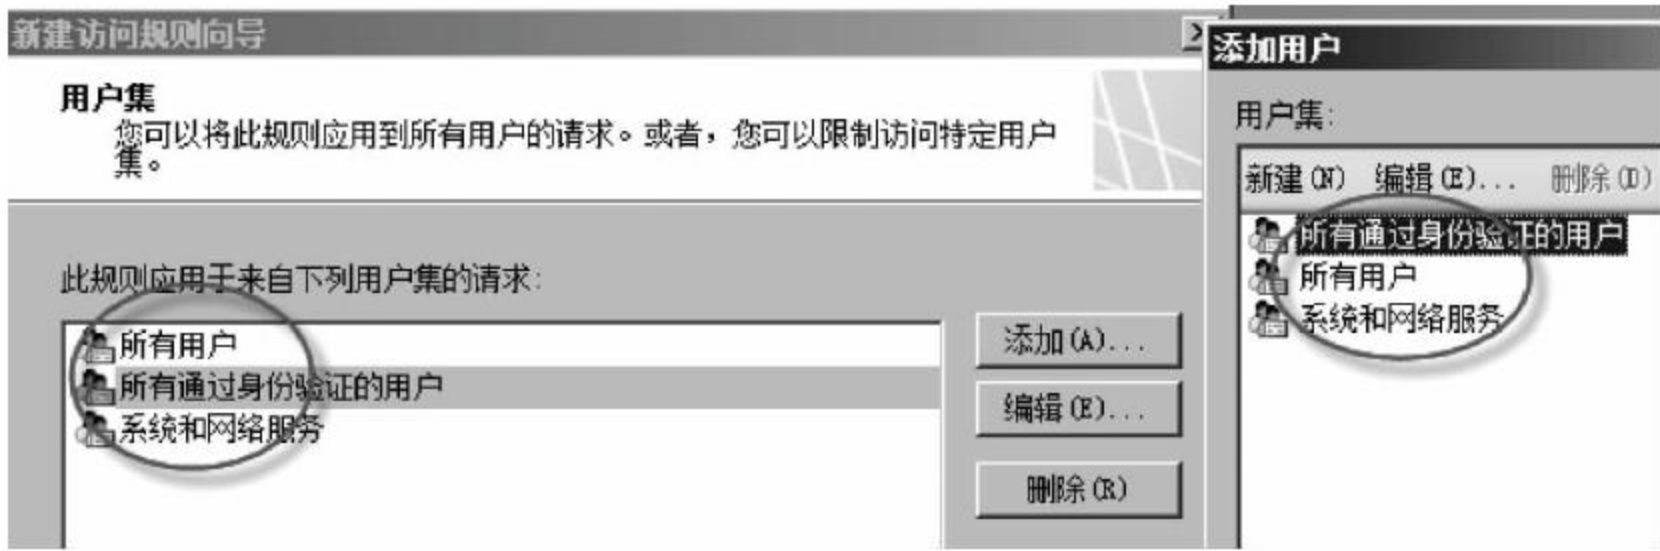 新建访问规则向导
用户集
您可以将此规则应用到所有用户的请求。或者，您可以限制访问特定用户
集。
此规则应用于来自下列用户集的请求:
所有用户
所有通过身份验证的用户
系统和网络服务
添加(A)...
编辑(E)...
删除(R)
添加用户
用户集:
新建(N) 编辑(E)... 删除(D)
所有通过身份验证的用户
所有用户
系统和网络服务